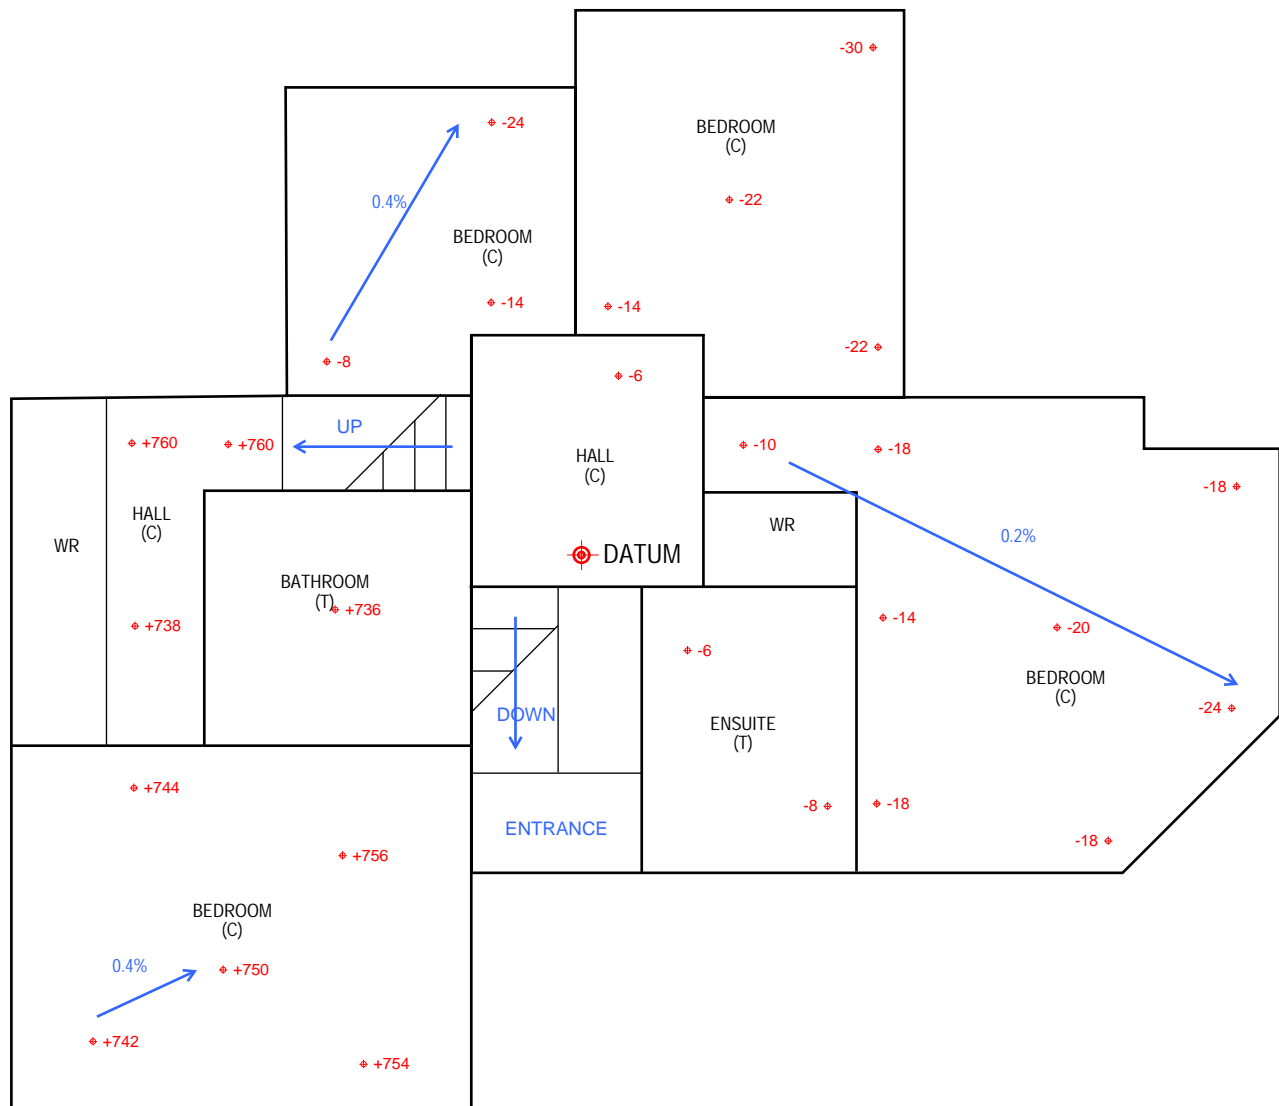 -30
-24
BEDROOM
(C)
0.4%
-22
BEDROOM
(C)
-14
-14
-22
-8
-6
UP
+760
+760
-10
-18
HALL
(C)
-18
HALL
(C)
WR
WR
0.2%
DATUM
BATHROOM
(T)
+736
+738
-14
-20
-6
BEDROOM
(C)
DOWN
-24
ENSUITE
(T)
+744
-8
-18
ENTRANCE
-18
+756
BEDROOM
(C)
0.4%
+750
+742
+754